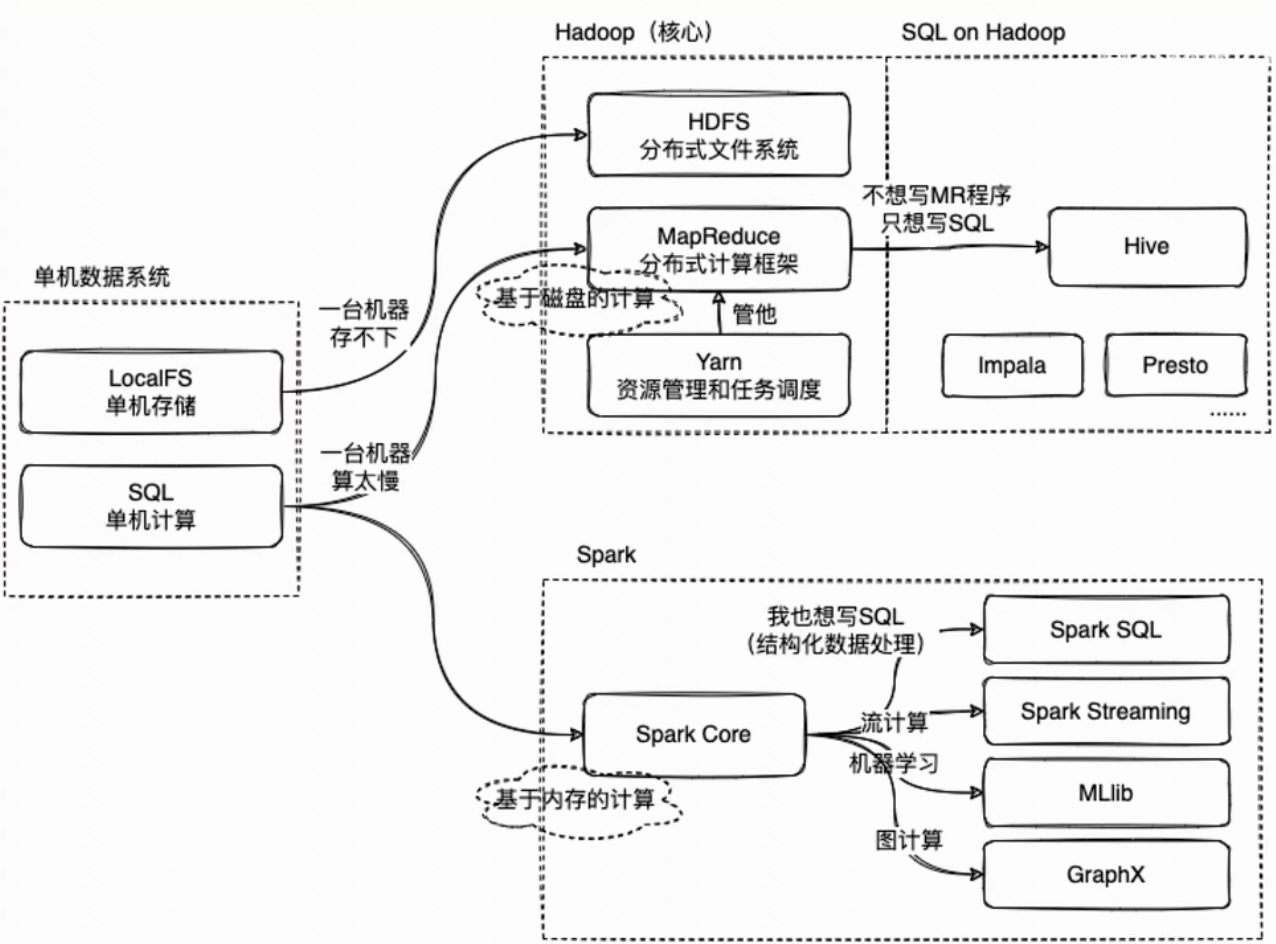 Hadoop（核心）
SQL on Hadoop
HDFS
分布式文件系统
MapReduce
分布式计算框架
基于磁盘的计算
管他
Yarn
资源管理和任务调度
不想写MR程序
只想写SQL
Hive
Impala
Presto
......
单机数据系统
LocalFS
单机存储
SQL
单机计算
一台机器
存不下
一台机器
算太慢
Spark
Spark Core
基于内存的计算
我也想写SQL
（结构化数据处理）
流计算
机器学习
图计算
Spark SQL
Spark Streaming
MLlib
GraphX